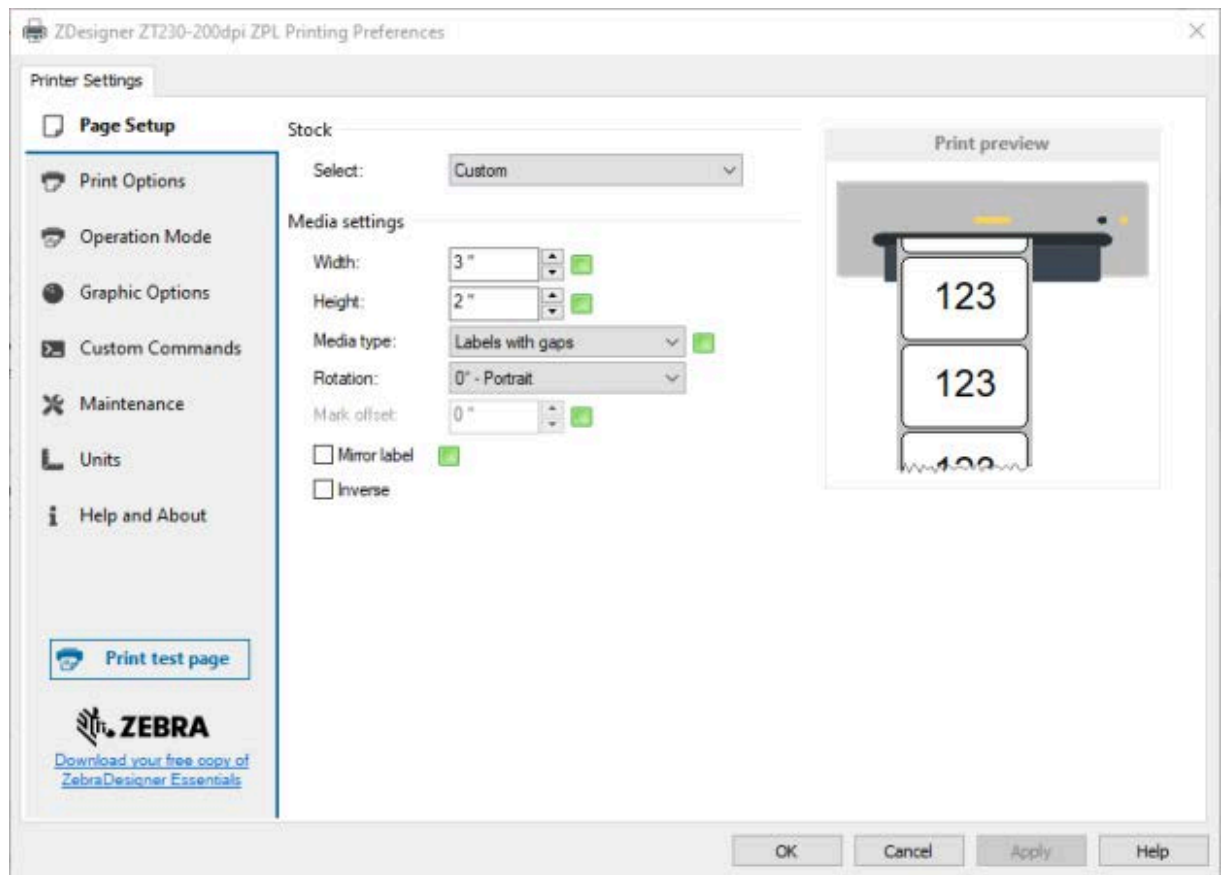 ZDesigner ZT230-200dpi ZPL Printing Preferences
Printer Settings
Page Setup
Print Options
Operation Mode
Graphic Options
Custom Commands
Maintenance
Units
Help and About
Print test page
ZEBRA
Download your free copy of
ZebraDesigner Essentials
Stock
Select: Custom
Media settings
Width: 3 "
Height: 2 "
Media type: Labels with gaps
Rotation: 0° - Portrait
Mark offset: 0 "
Mirror label
Inverse
Print preview
123
123
123
OK Cancel Apply Help